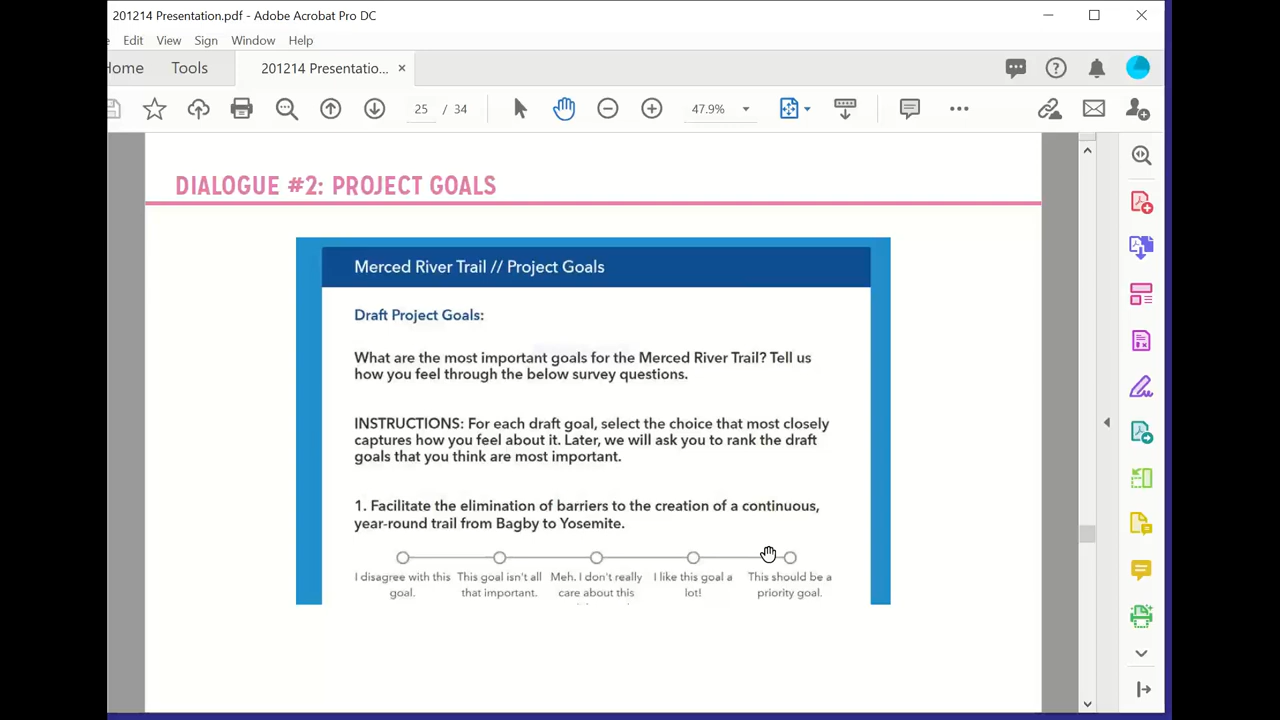 201214 Presentation.pdf - Adobe Acrobat Pro DC
Edit View Sign Window Help
Tools 201214 Presentatio... ×
25 / 34 47.9%
DIALOGUE #2: PROJECT GOALS
Merced River Trail // Project Goals
Draft Project Goals:
What are the most important goals for the Merced River Trail? Tell us
how you feel through the below survey questions.
INSTRUCTIONS: For each draft goal, select the choice that most closely
captures how you feel about it. Later, we will ask you to rank the draft
goals that you think are most important.
1. Facilitate the elimination of barriers to the creation of a continuous,
year-round trail from Bagby to Yosemite.
I disagree with this This goal isn't all Meh. I don't really I like this goal a This should be a
goal. that important. care about this lot! priority goal.